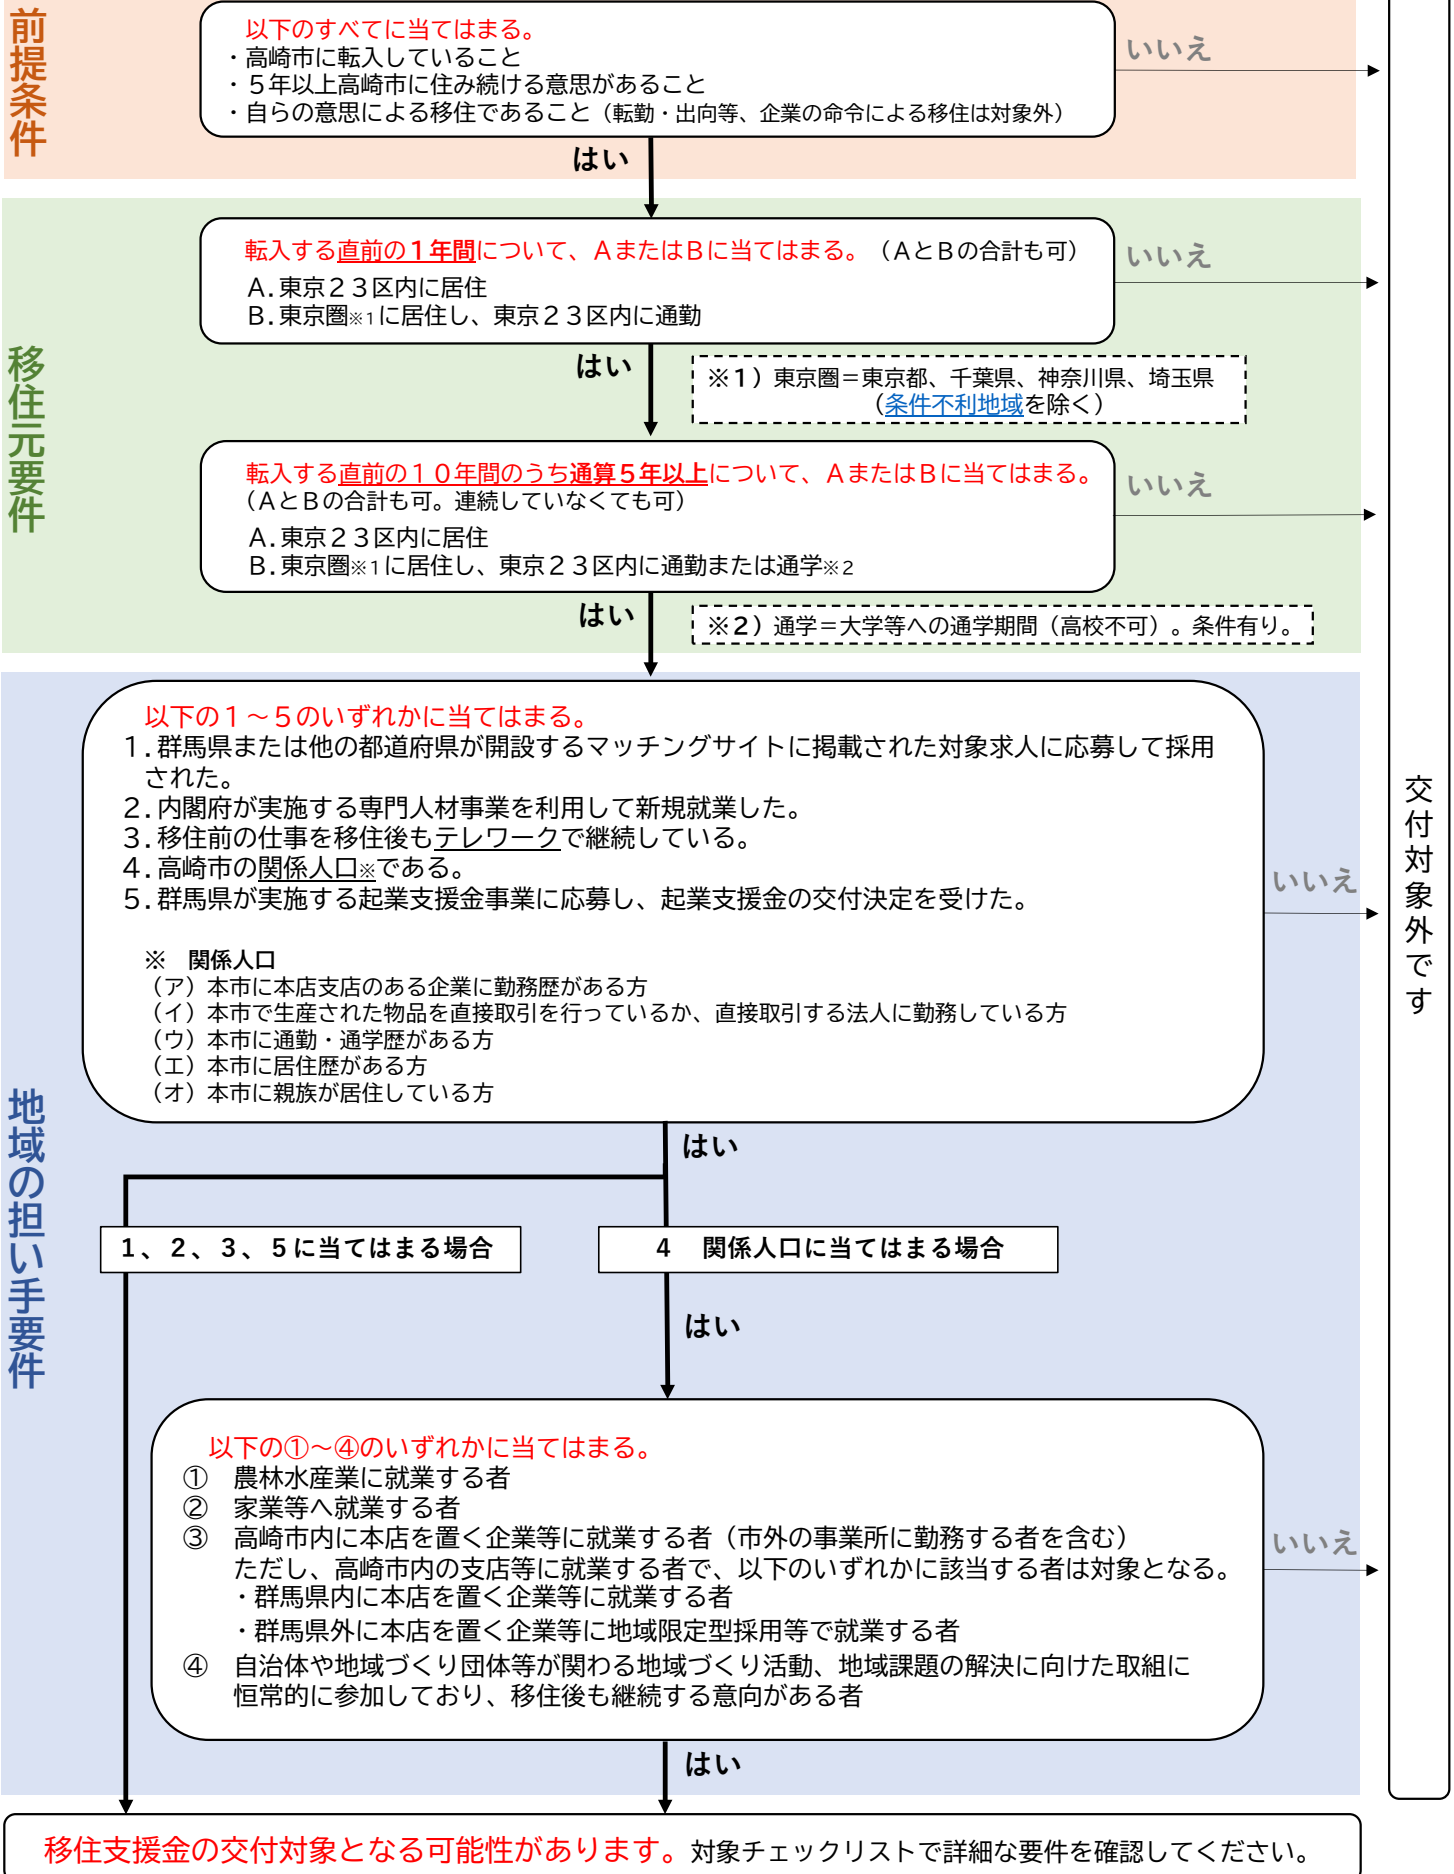 前提条件
以下のすべてに当てはまる。
・高崎市に転入していること
・５年以上高崎市に住み続ける意思があること
・自らの意思による移住であること（転勤・出向等、企業の命令による移住は対象外）
いいえ
はい
移住元要件
転入する直前の１年間について、ＡまたはＢに当てはまる。（ＡとＢの合計も可）
Ａ.東京２３区内に居住
Ｂ.東京圏※1に居住し、東京２３区内に通勤
いいえ
はい
※１）東京圏＝東京都、千葉県、神奈川県、埼玉県
（条件不利地域を除く）
転入する直前の１０年間のうち通算５年以上について、ＡまたはＢに当てはまる。
（ＡとＢの合計も可。連続していなくても可）
Ａ.東京２３区内に居住
Ｂ.東京圏※1に居住し、東京２３区内に通勤または通学※2
いいえ
はい
※２）通学＝大学等への通学期間（高校不可）。条件有り。
地域の担い手要件
以下の１～５のいずれかに当てはまる。
１.群馬県または他の都道府県が開設するマッチングサイトに掲載された対象求人に応募して採用
された。
２.内閣府が実施する専門人材事業を利用して新規就業した。
３.移住前の仕事を移住後もテレワークで継続している。
４.高崎市の関係人口※である。
５.群馬県が実施する起業支援金事業に応募し、起業支援金の交付決定を受けた。
※　関係人口
（ア）本市に本店支店のある企業に勤務歴がある方
（イ）本市で生産された物品を直接取引を行っているか、直接取引する法人に勤務している方
（ウ）本市に通勤・通学歴がある方
（エ）本市に居住歴がある方
（オ）本市に親族が居住している方
いいえ
はい
１、２、３、５に当てはまる場合
４　関係人口に当てはまる場合
はい
以下の①～④のいずれかに当てはまる。
①　農林水産業に就業する者
②　家業等へ就業する者
③　高崎市内に本店を置く企業等に就業する者（市外の事業所に勤務する者を含む）
ただし、高崎市内の支店等に就業する者で、以下のいずれかに該当する者は対象となる。
・群馬県内に本店を置く企業等に就業する者
・群馬県外に本店を置く企業等に地域限定型採用等で就業する者
④　自治体や地域づくり団体等が関わる地域づくり活動、地域課題の解決に向けた取組に
恒常的に参加しており、移住後も継続する意向がある者
いいえ
はい
交付対象外です
移住支援金の交付対象となる可能性があります。対象チェックリストで詳細な要件を確認してください。